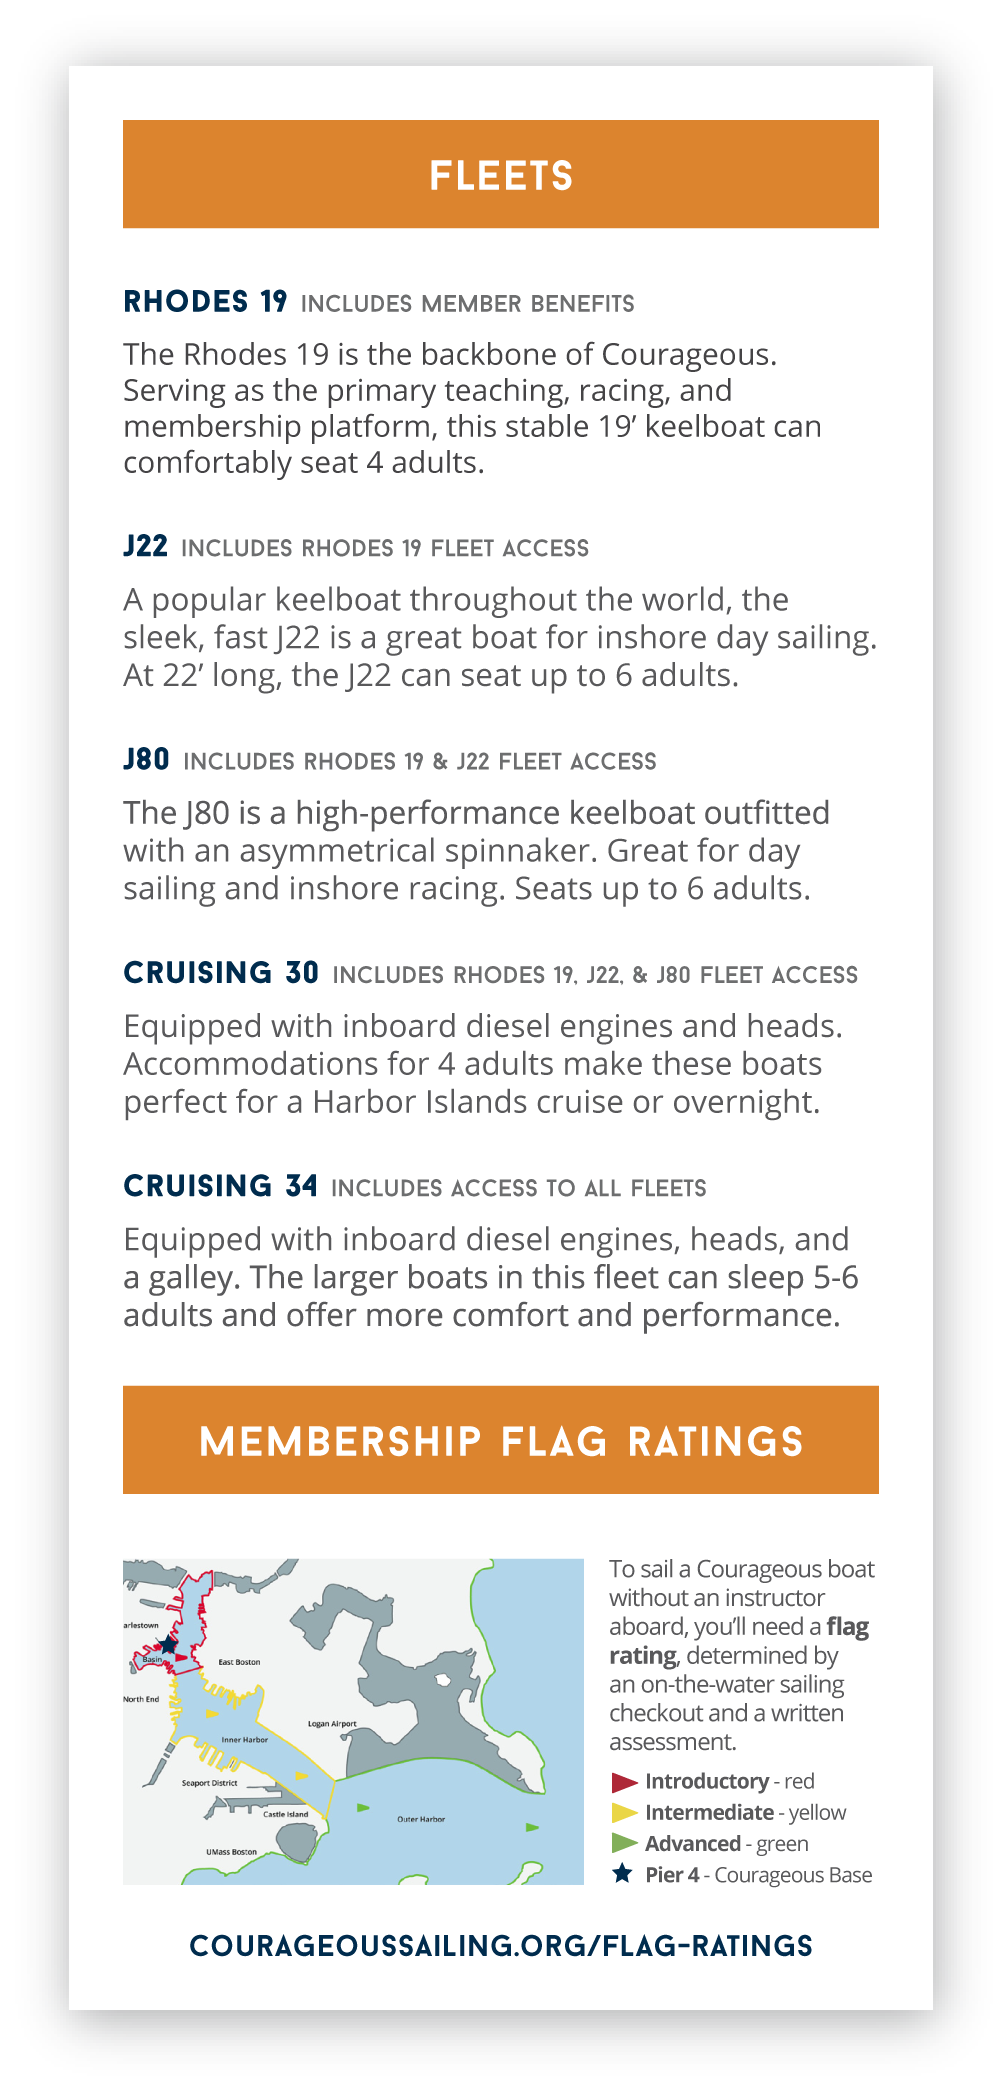 FLEETS
RHODES 19 INCLUDES MEMBER BENEFITS
The Rhodes 19 is the backbone of Courageous.
Serving as the primary teaching, racing, and
membership platform, this stable 19’ keelboat can
comfortably seat 4 adults.
J22 INCLUDES RHODES 19 FLEET ACCESS
A popular keelboat throughout the world, the
sleek, fast J22 is a great boat for inshore day sailing.
At 22’ long, the J22 can seat up to 6 adults.
J80 INCLUDES RHODES 19 & J22 FLEET ACCESS
The J80 is a high-performance keelboat outfitted
with an asymmetrical spinnaker. Great for day
sailing and inshore racing. Seats up to 6 adults.
CRUISING 30 INCLUDES RHODES 19, J22, & J80 FLEET ACCESS
Equipped with inboard diesel engines and heads.
Accommodations for 4 adults make these boats
perfect for a Harbor Islands cruise or overnight.
CRUISING 34 INCLUDES ACCESS TO ALL FLEETS
Equipped with inboard diesel engines, heads, and
a galley. The larger boats in this fleet can sleep 5-6
adults and offer more comfort and performance.
MEMBERSHIP FLAG RATINGS
arlestown
Basin
East Boston
North End
Logan Airport
Inner Harbor
Seaport District
Castle Island
Outer Harbor
UMass Boston
To sail a Courageous boat
without an instructor
aboard, you’ll need a flag
rating, determined by
an on-the-water sailing
checkout and a written
assessment.
Introductory - red
Intermediate - yellow
Advanced - green
Pier 4 - Courageous Base
COURAGEOUSSAILING.ORG/FLAG-RATINGS